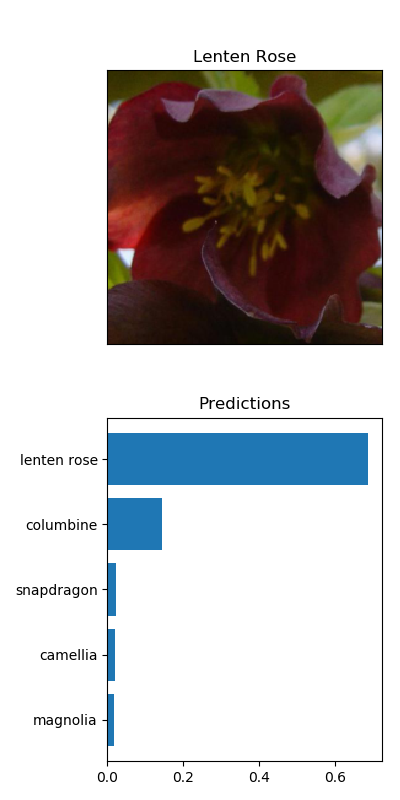 Lenten Rose
Predictions
lenten rose
columbine
snapdragon
camellia
magnolia
0.0 0.2 0.4 0.6